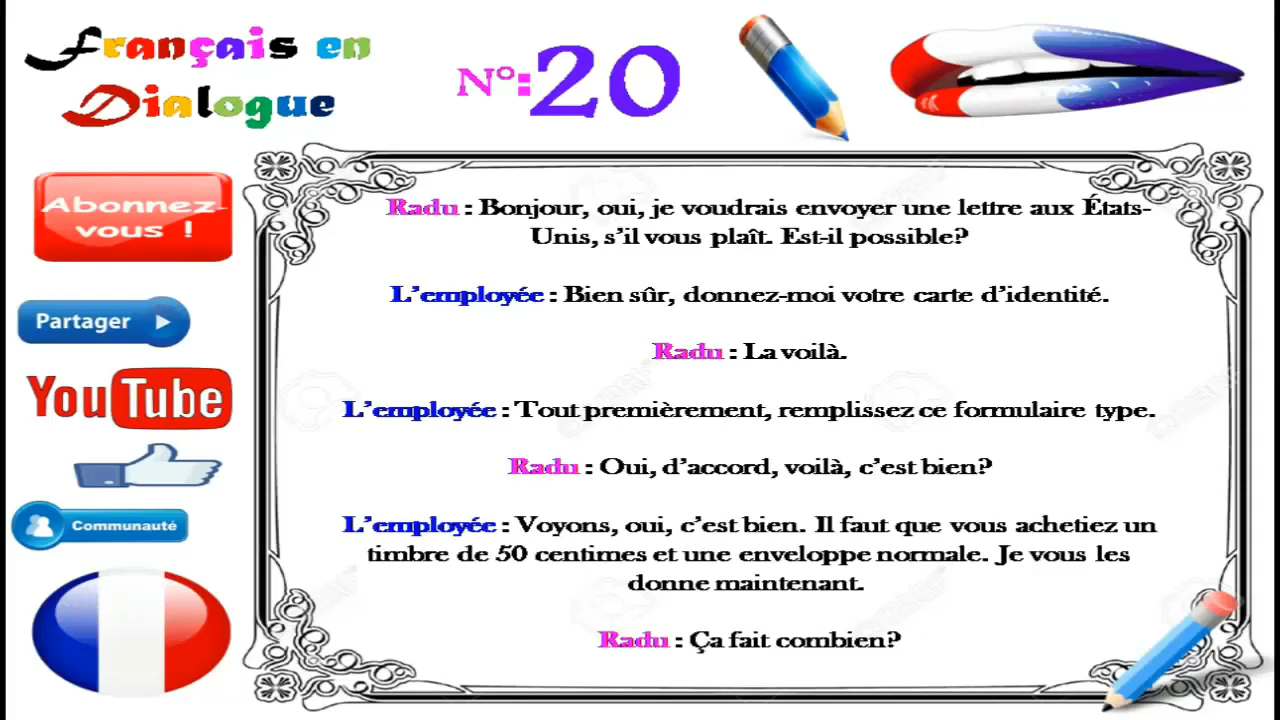 Français en
Dialogue
N°:20
Abonnez-
vous !
Partager
YouTube
Communauté
Radu : Bonjour, oui, je voudrais envoyer une lettre aux États-
Unis, s’il vous plaît. Est-il possible?
L’employée : Bien sûr, donnez-moi votre carte d’identité.
Radu : La voilà.
L’employée : Tout premièrement, remplissez ce formulaire type.
Radu : Oui, d’accord, voilà, c’est bien?
L’employée : Voyons, oui, c’est bien. Il faut que vous achetiez un
timbre de 50 centimes et une enveloppe normale. Je vous les
donne maintenant.
Radu : Ça fait combien?